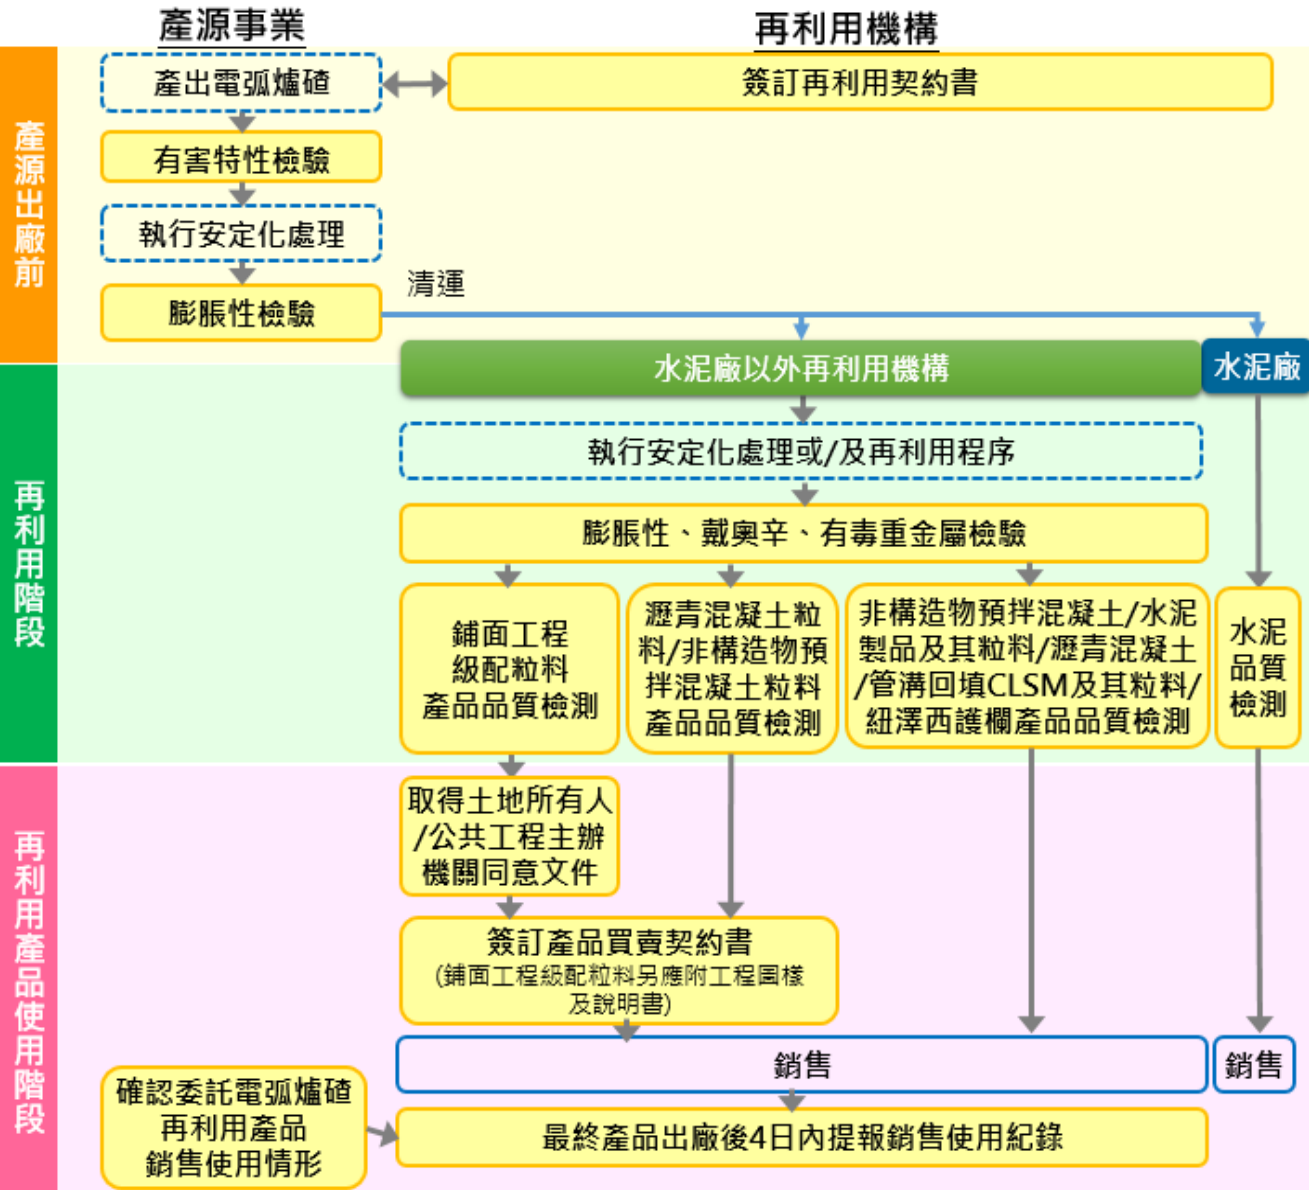 產源事業
再利用機構
產源出廠前
產出電弧爐碴
簽訂再利用契約書
有害特性檢驗
執行安定化處理
膨脹性檢驗
清運
再利用階段
水泥廠以外再利用機構
水泥廠
執行安定化處理或/及再利用程序
膨脹性、戴奧辛、有毒重金屬檢驗
鋪面工程
級配粒料
產品品質檢測
瀝青混凝土粒
料/非構造物預
拌混凝土粒料
產品品質檢測
非構造物預拌混凝土/水泥
製品及其粒料/瀝青混凝土
/管溝回填CLSM及其粒料/
紐澤西護欄產品品質檢測
水泥
品質
檢測
再利用產品使用階段
取得土地所有人
/公共工程主辦
機關同意文件
簽訂產品買賣契約書
(鋪面工程級配粒料另應附工程圖樣
及說明書)
銷售
銷售
確認委託電弧爐碴
再利用產品
銷售使用情形
最終產品出廠後4日內提報銷售使用紀錄